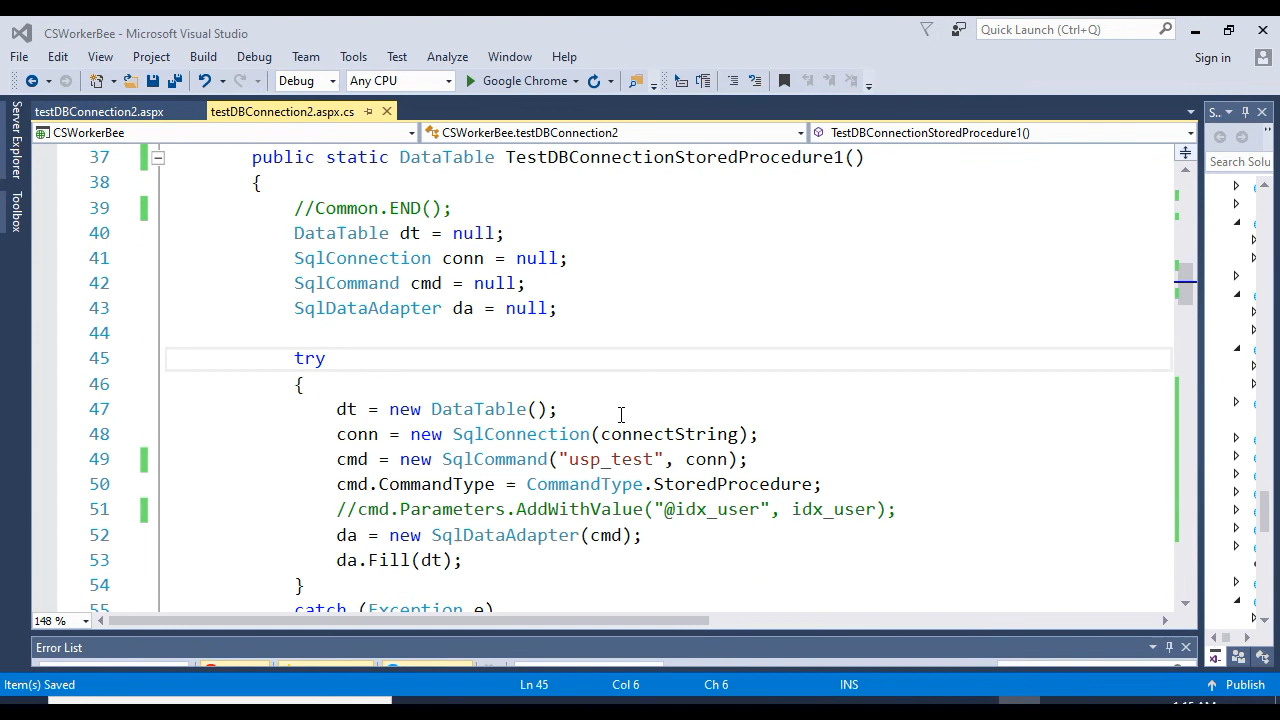 CSWorkerBee - Microsoft Visual Studio
Quick Launch (Ctrl+Q)
File Edit View Project Build Debug Team Tools Test Analyze Window Help
Sign in
Debug Any CPU Google Chrome
testDBConnection2.aspx testDBConnection2.aspx.cs
S..
CSWorkerBee CSWorkerBee.testDBConnection2 TestDBConnectionStoredProcedure1()
Server Explorer
Toolbox
Search Solu
37 public static DataTable TestDBConnectionStoredProcedure1()
38 {
39 //Common.END();
40 DataTable dt = null;
41 SqlConnection conn = null;
42 SqlCommand cmd = null;
43 SqlDataAdapter da = null;
44
45 try
46 {
47 dt = new DataTable();
48 conn = new SqlConnection(connectString);
49 cmd = new SqlCommand("usp_test", conn);
50 cmd.CommandType = CommandType.StoredProcedure;
51 //cmd.Parameters.AddWithValue("@idx_user", idx_user);
52 da = new SqlDataAdapter(cmd);
53 da.Fill(dt);
54 }
55 catch (Exception e)
148 %
Error List
Item(s) Saved Ln 45 Col 6 Ch 6 INS Publish